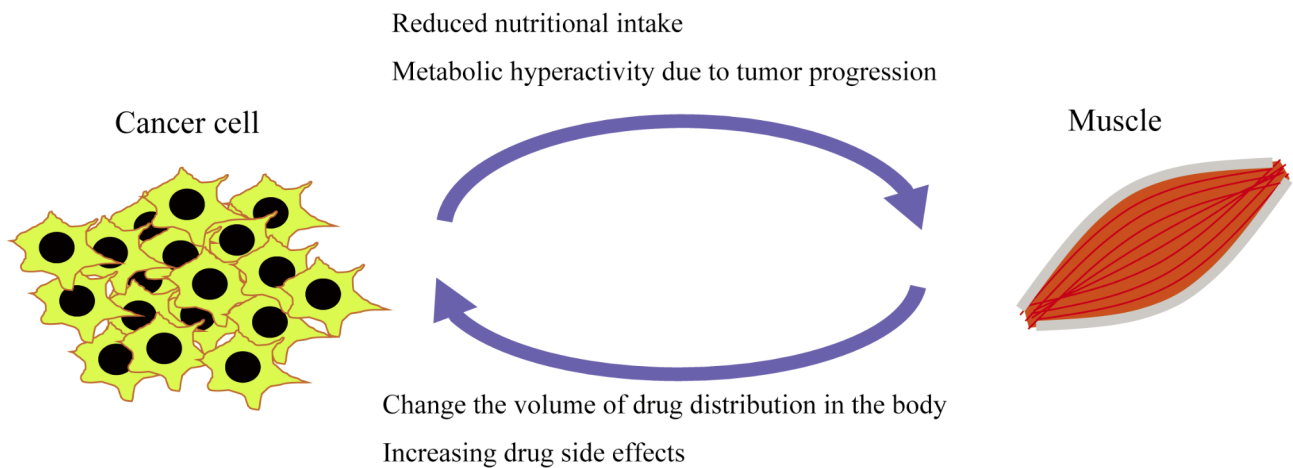 Reduced nutritional intake
Metabolic hyperactivity due to tumor progression
Cancer cell
Muscle
Change the volume of drug distribution in the body
Increasing drug side effects